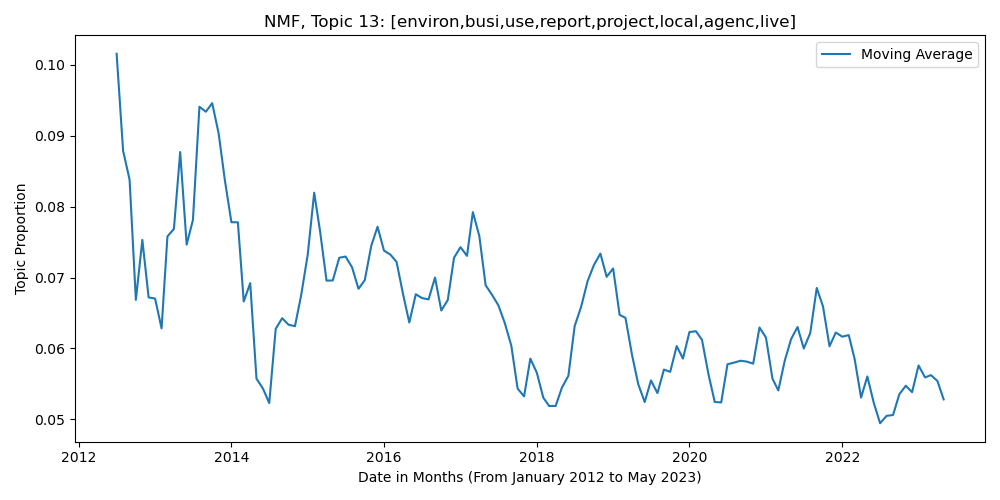 NMF, Topic 13: [environ,busi,use,report,project,local,agenc,live]
Moving Average
0.10
0.09
0.08
0.07
0.06
0.05
Topic Proportion
2012 2014 2016 2018 2020 2022
Date in Months (From January 2012 to May 2023)